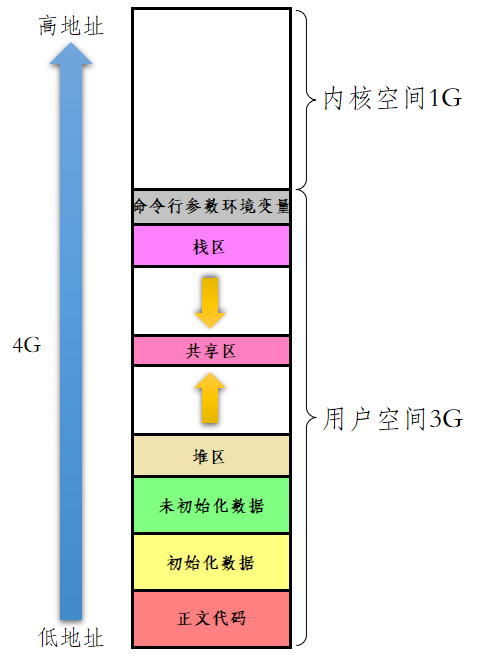 高地址
内核空间1G
命令行参数环境变量
栈区
4G
共享区
用户空间3G
堆区
未初始化数据
初始化数据
正文代码
低地址